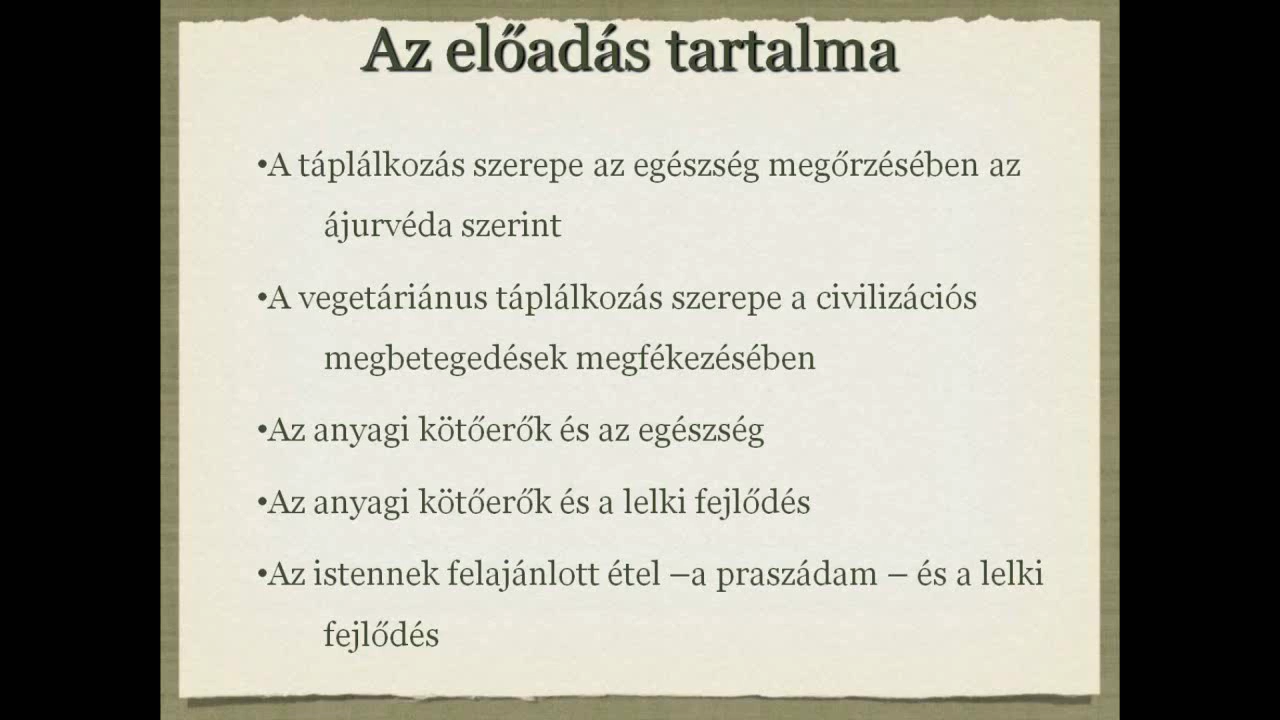 Az előadás tartalma
•A táplálkozás szerepe az egészség megőrzésében az
ájurvéda szerint
•A vegetáriánus táplálkozás szerepe a civilizációs
megbetegedések megfékezésében
•Az anyagi kötőerők és az egészség
•Az anyagi kötőerők és a lelki fejlődés
•Az istennek felajánlott étel –a praszádam – és a lelki
fejlődés